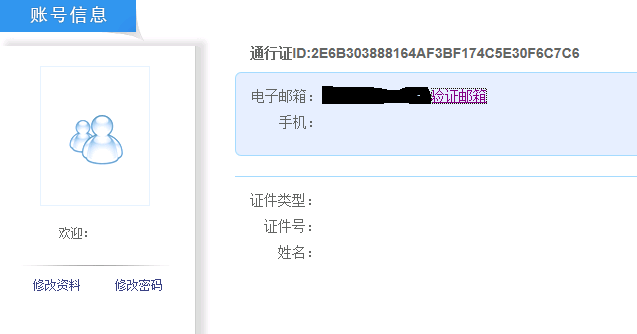 账号信息
通行证ID:2E6B303888164AF3BF174C5E30F6C7C6
电子邮箱：验证邮箱
手机：
证件类型：
证件号：
姓名：
欢迎：
修改资料 修改密码